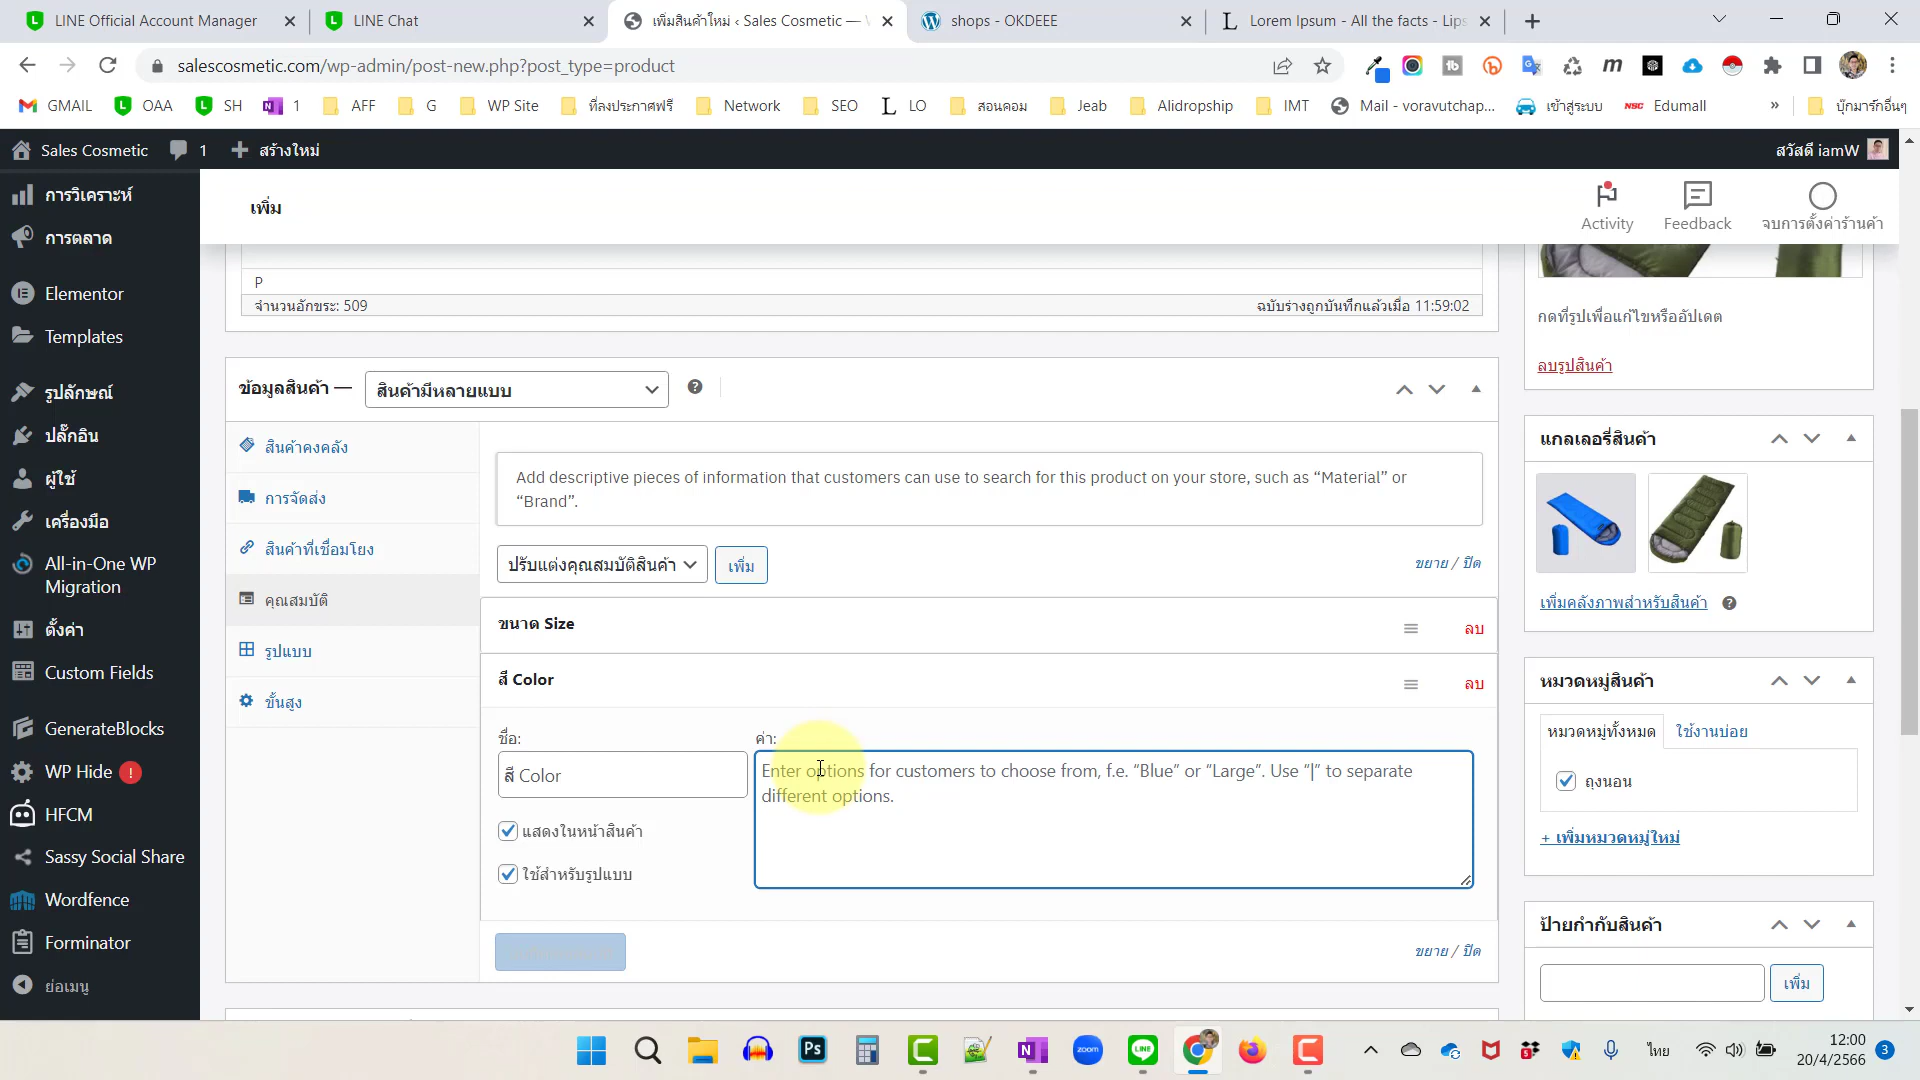 LINE Official Account Manager
LINE Chat
เพิ่มสินค้าใหม่ ‹ Sales Cosmetic —
shops - OKDEEE
Lorem Ipsum - All the facts - Lips
salescosmetic.com/wp-admin/post-new.php?post_type=product
GMAIL
OAA
SH
1
AFF
G
WP Site
ที่ลงประกาศฟรี
Network
SEO
LO
สอนคอม
Jeab
Alidropship
IMT
Mail - voravutchap...
เข้าสู่ระบบ
NSC
Edumall
»
บุ๊กมาร์กอื่นๆ
Sales Cosmetic
1
สร้างใหม่
สวัสดี iamW
การวิเคราะห์
การตลาด
Elementor
Templates
รูปลักษณ์
ปลั๊กอิน
ผู้ใช้
เครื่องมือ
All-in-One WP
Migration
ตั้งค่า
Custom Fields
GenerateBlocks
WP Hide !
HFCM
Sassy Social Share
Wordfence
Forminator
ย่อเมนู
เพิ่ม
Activity
Feedback
จบการตั้งค่าร้านค้า
P
จำนวนอักขระ: 509
ฉบับร่างถูกบันทึกแล้วเมื่อ 11:59:02
ข้อมูลสินค้า —
สินค้ามีหลายแบบ
สินค้าคงคลัง
การจัดส่ง
สินค้าที่เชื่อมโยง
คุณสมบัติ
รูปแบบ
ขั้นสูง
Add descriptive pieces of information that customers can use to search for this product on your store, such as “Material” or
“Brand”.
ปรับแต่งคุณสมบัติสินค้า
เพิ่ม
ขยาย / ปิด
ขนาด Size
ลบ
สี Color
ลบ
ชื่อ:
สี Color
แสดงในหน้าสินค้า
ใช้สำหรับรูปแบบ
ค่า:
Enter options for customers to choose from, f.e. “Blue” or “Large”. Use “|” to separate
different options.
ขยาย / ปิด
กดที่รูปเพื่อแก้ไขหรืออัปเดต
ลบรูปสินค้า
แกลเลอรี่สินค้า
เพิ่มคลังภาพสำหรับสินค้า
หมวดหมู่สินค้า
หมวดหมู่ทั้งหมด
ใช้งานบ่อย
ถุงนอน
+ เพิ่มหมวดหมู่ใหม่
ป้ายกำกับสินค้า
เพิ่ม
Ps
zoom
LINE
ไทย
12:00
20/4/2566
3